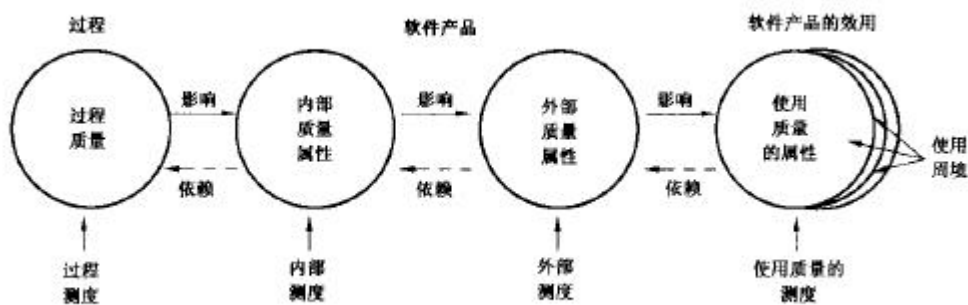 过程
软件产品
软件产品的效用
过程
质量
影响
依赖
内部
质量
属性
影响
依赖
外部
质量
属性
影响
依赖
使用
质量
的属性
使用
周境
过程
测度
内部
测度
外部
测度
使用质量的
测度